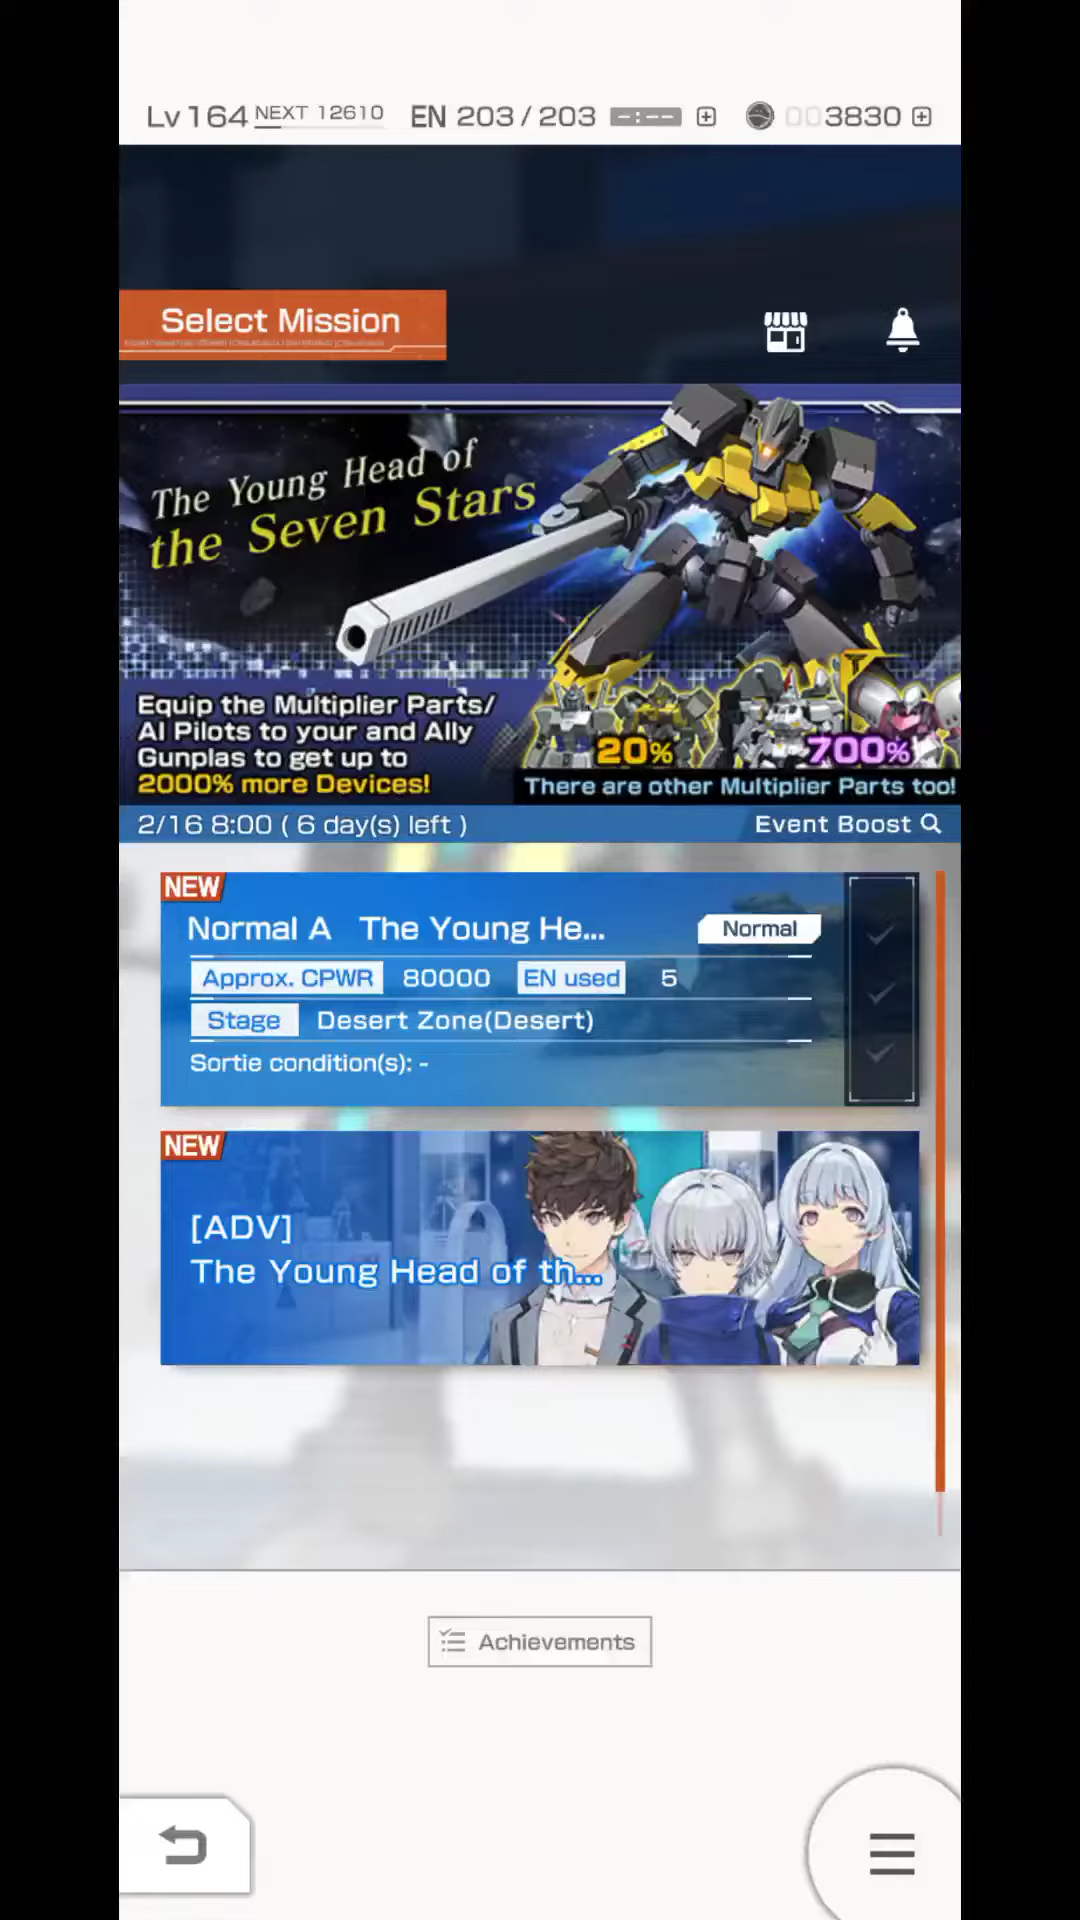 Lv 164 NEXT 12610 EN 203 / 203 -:-- 003830
Select Mission
The Young Head of
the Seven Stars
Equip the Multiplier Parts/
AI Pilots to your and Ally
Gunplas to get up to
2000% more Devices!
20%
700%
There are other Multiplier Parts too!
2/16 8:00 ( 6 day(s) left )
Event Boost
NEW
Normal A The Young He...
Normal
Approx. CPWR 80000 EN used 5
Stage Desert Zone(Desert)
Sortie condition(s): -
NEW
[ADV]
The Young Head of th...
Achievements